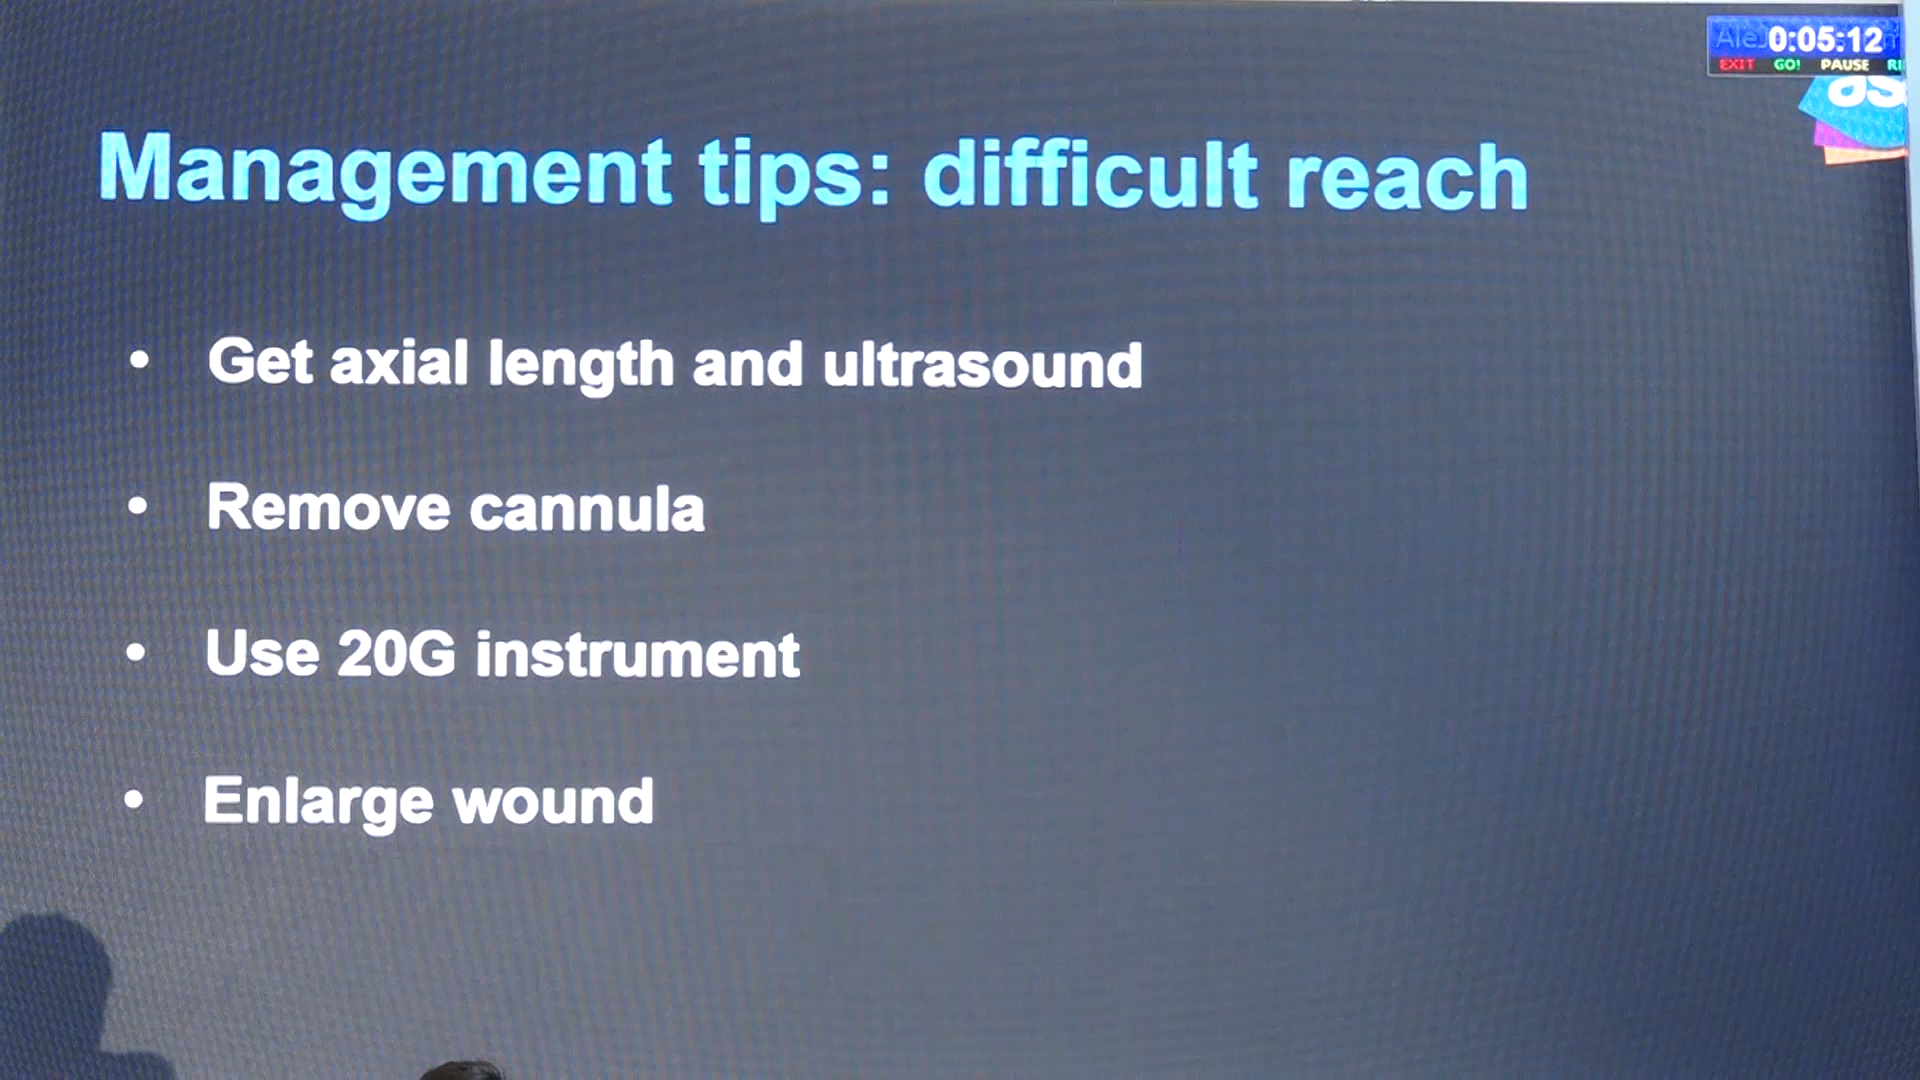 0:05:12
EXIT GO! PAUSE
as
Management tips: difficult reach
• Get axial length and ultrasound
• Remove cannula
• Use 20G instrument
• Enlarge wound